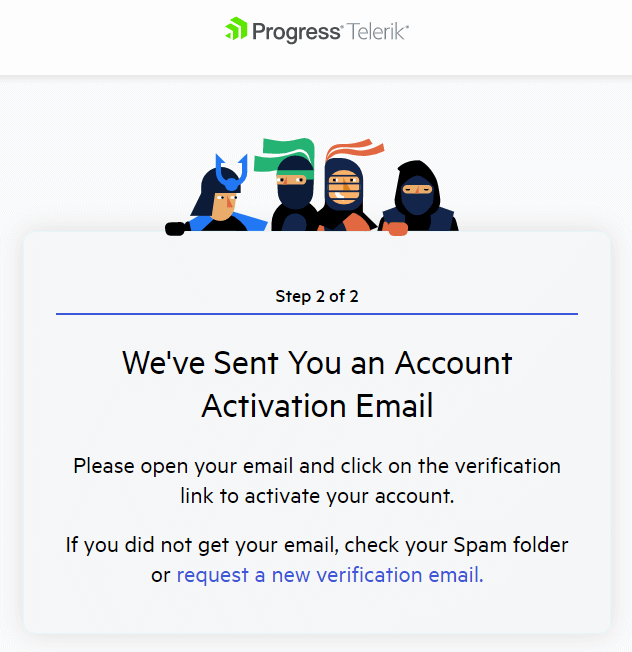 Progress® Telerik®
Step 2 of 2
We've Sent You an Account
Activation Email
Please open your email and click on the verification
link to activate your account.
If you did not get your email, check your Spam folder
or request a new verification email.